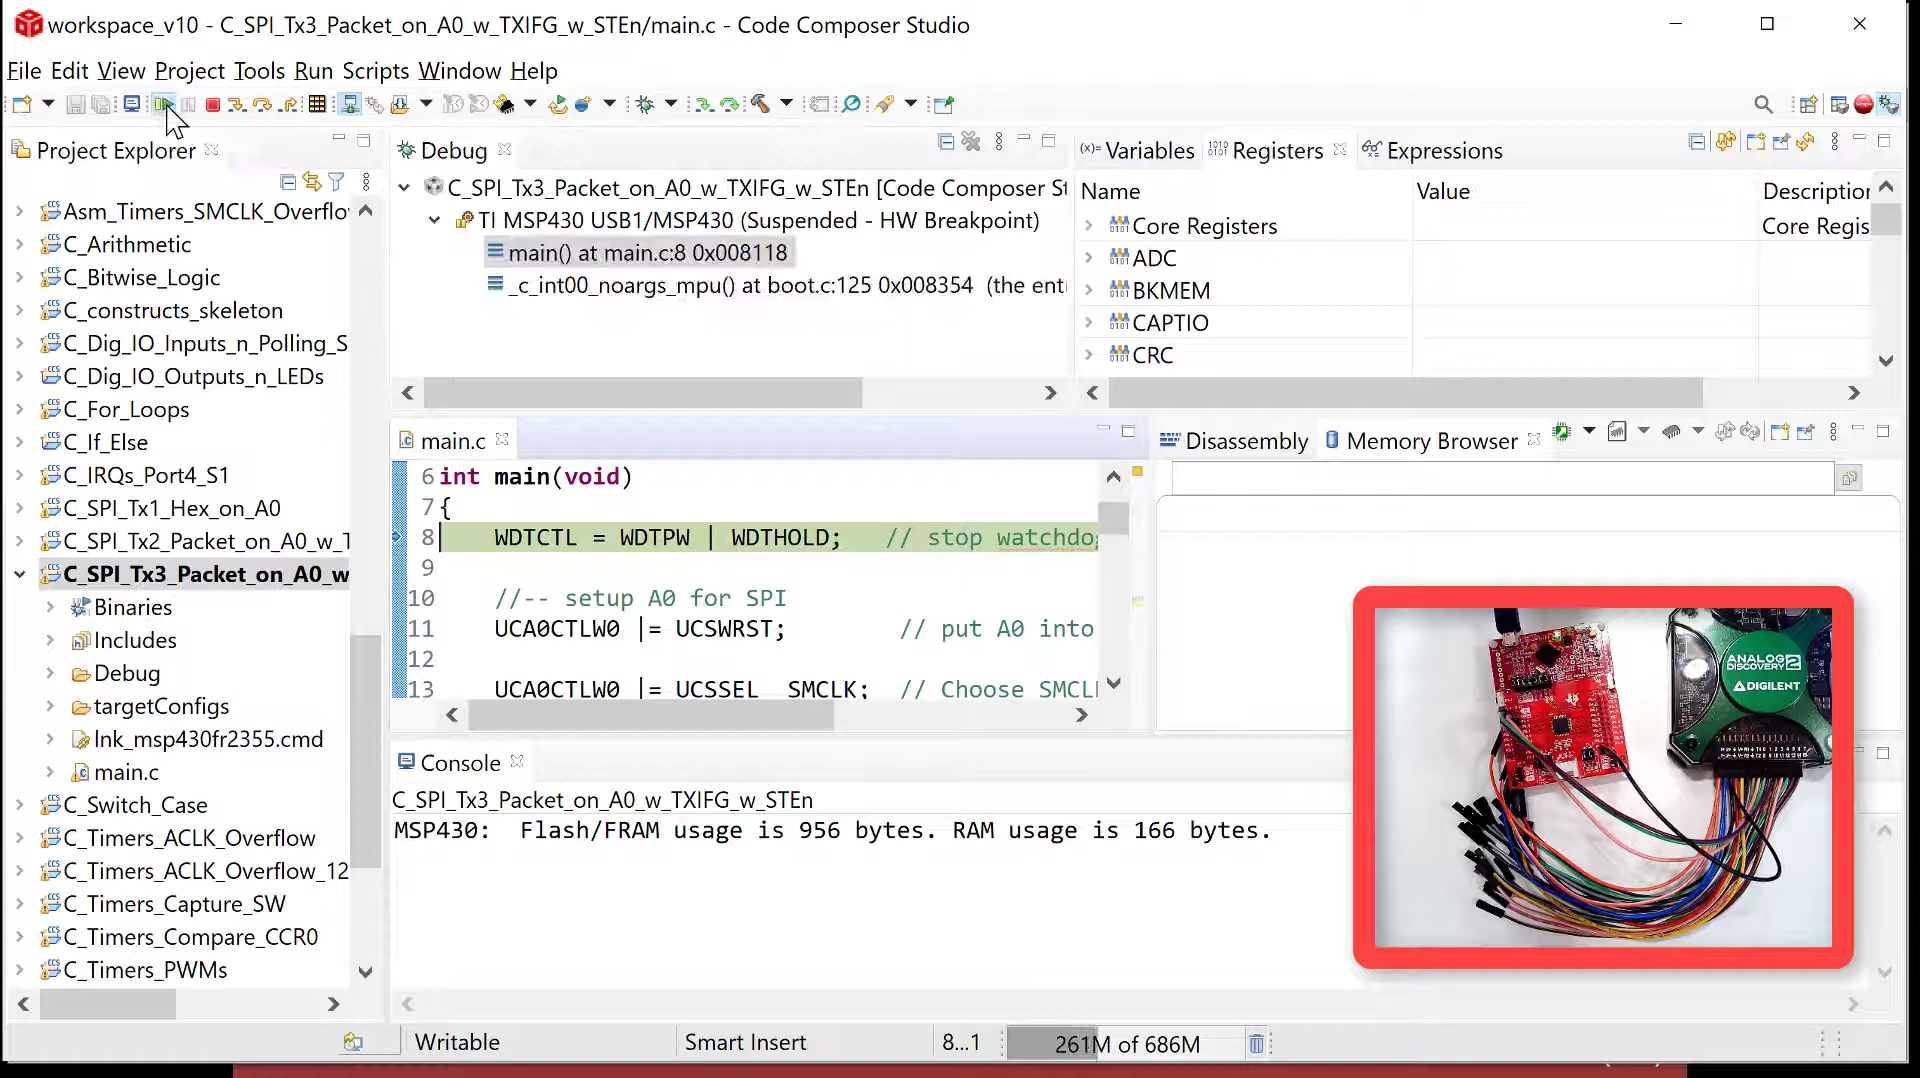 workspace_v10 - C_SPI_Tx3_Packet_on_A0_w_TXIFG_w_STEn/main.c - Code Composer Studio
File Edit View Project Tools Run Scripts Window Help
Project Explorer
Asm_Timers_SMCLK_Overflo
C_Arithmetic
C_Bitwise_Logic
C_constructs_skeleton
C_Dig_IO_Inputs_n_Polling_S
C_Dig_IO_Outputs_n_LEDs
C_For_Loops
C_If_Else
C_IRQs_Port4_S1
C_SPI_Tx1_Hex_on_A0
C_SPI_Tx2_Packet_on_A0_w_T
C_SPI_Tx3_Packet_on_A0_w
Binaries
Includes
Debug
targetConfigs
lnk_msp430fr2355.cmd
main.c
C_Switch_Case
C_Timers_ACLK_Overflow
C_Timers_ACLK_Overflow_12
C_Timers_Capture_SW
C_Timers_Compare_CCR0
C_Timers_PWMs
Debug
C_SPI_Tx3_Packet_on_A0_w_TXIFG_w_STEn [Code Composer St
TI MSP430 USB1/MSP430 (Suspended - HW Breakpoint)
main() at main.c:8 0x008118
_c_int00_noargs_mpu() at boot.c:125 0x008354 (the ent
(x)= Variables Registers Expressions
Name Value Description
Core Registers Core Regis
ADC
BKMEM
CAPTIO
CRC
main.c
6 int main(void)
7 {
8 WDTCTL = WDTPW | WDTHOLD; // stop watchdo
9
10 //-- setup A0 for SPI
11 UCA0CTLW0 |= UCSWRST; // put A0 into
12
13 UCA0CTLW0 |= UCSSEL__SMCLK; // Choose SMCL
Disassembly Memory Browser
Console
C_SPI_Tx3_Packet_on_A0_w_TXIFG_w_STEn
MSP430: Flash/FRAM usage is 956 bytes. RAM usage is 166 bytes.
ANALOG
DISCOVERY 2
DIGILENT
Writable Smart Insert 8...1 261M of 686M